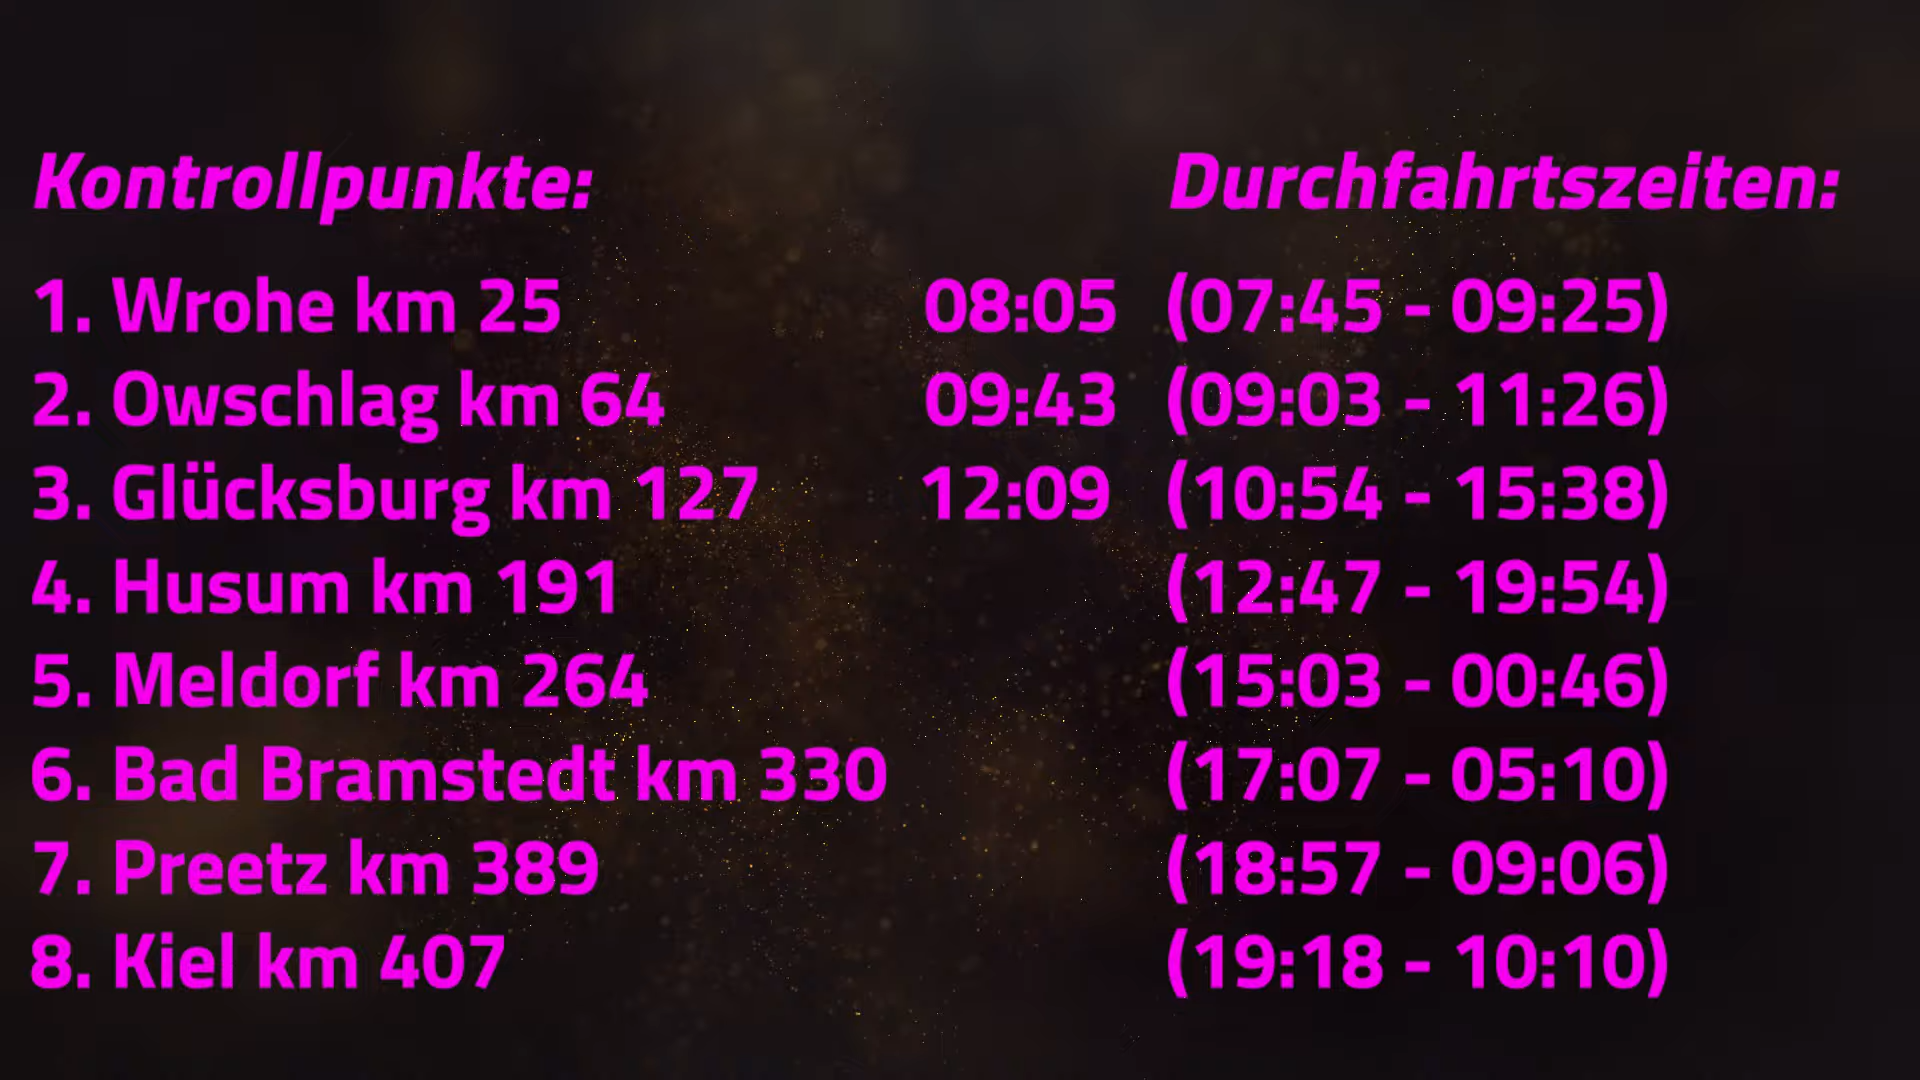 Kontrollpunkte: Durchfahrtszeiten:
1. Wrohe km 25 08:05 (07:45 - 09:25)
2. Owschlag km 64 09:43 (09:03 - 11:26)
3. Glücksburg km 127 12:09 (10:54 - 15:38)
4. Husum km 191 (12:47 - 19:54)
5. Meldorf km 264 (15:03 - 00:46)
6. Bad Bramstedt km 330 (17:07 - 05:10)
7. Preetz km 389 (18:57 - 09:06)
8. Kiel km 407 (19:18 - 10:10)